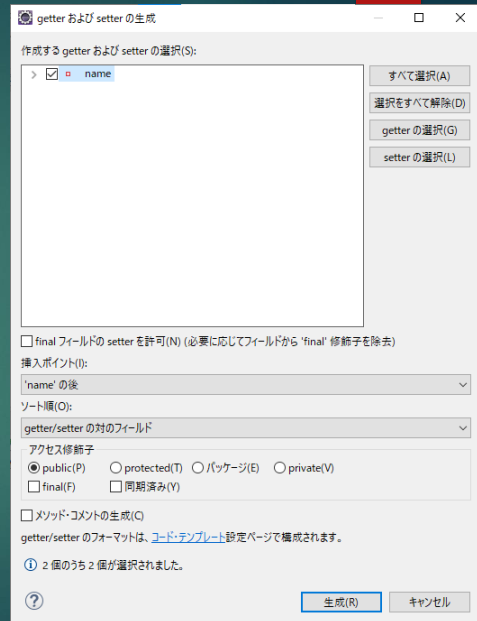 getter および setter の生成
作成する getter および setter の選択(S):
name
すべて選択(A)
選択をすべて解除(D)
getter の選択(G)
setter の選択(L)
final フィールドの setter を許可(N) (必要に応じてフィールドから 'final' 修飾子を除去)
挿入ポイント(I):
'name' の後
ソート順(O):
getter/setter の対のフィールド
アクセス修飾子
public(P) protected(T) パッケージ(E) private(V)
final(F) 同期済み(Y)
メソッド・コメントの生成(C)
getter/setter のフォーマットは、コード・テンプレート設定ページで構成されます。
2 個のうち 2 個が選択されました。
生成(R) キャンセル